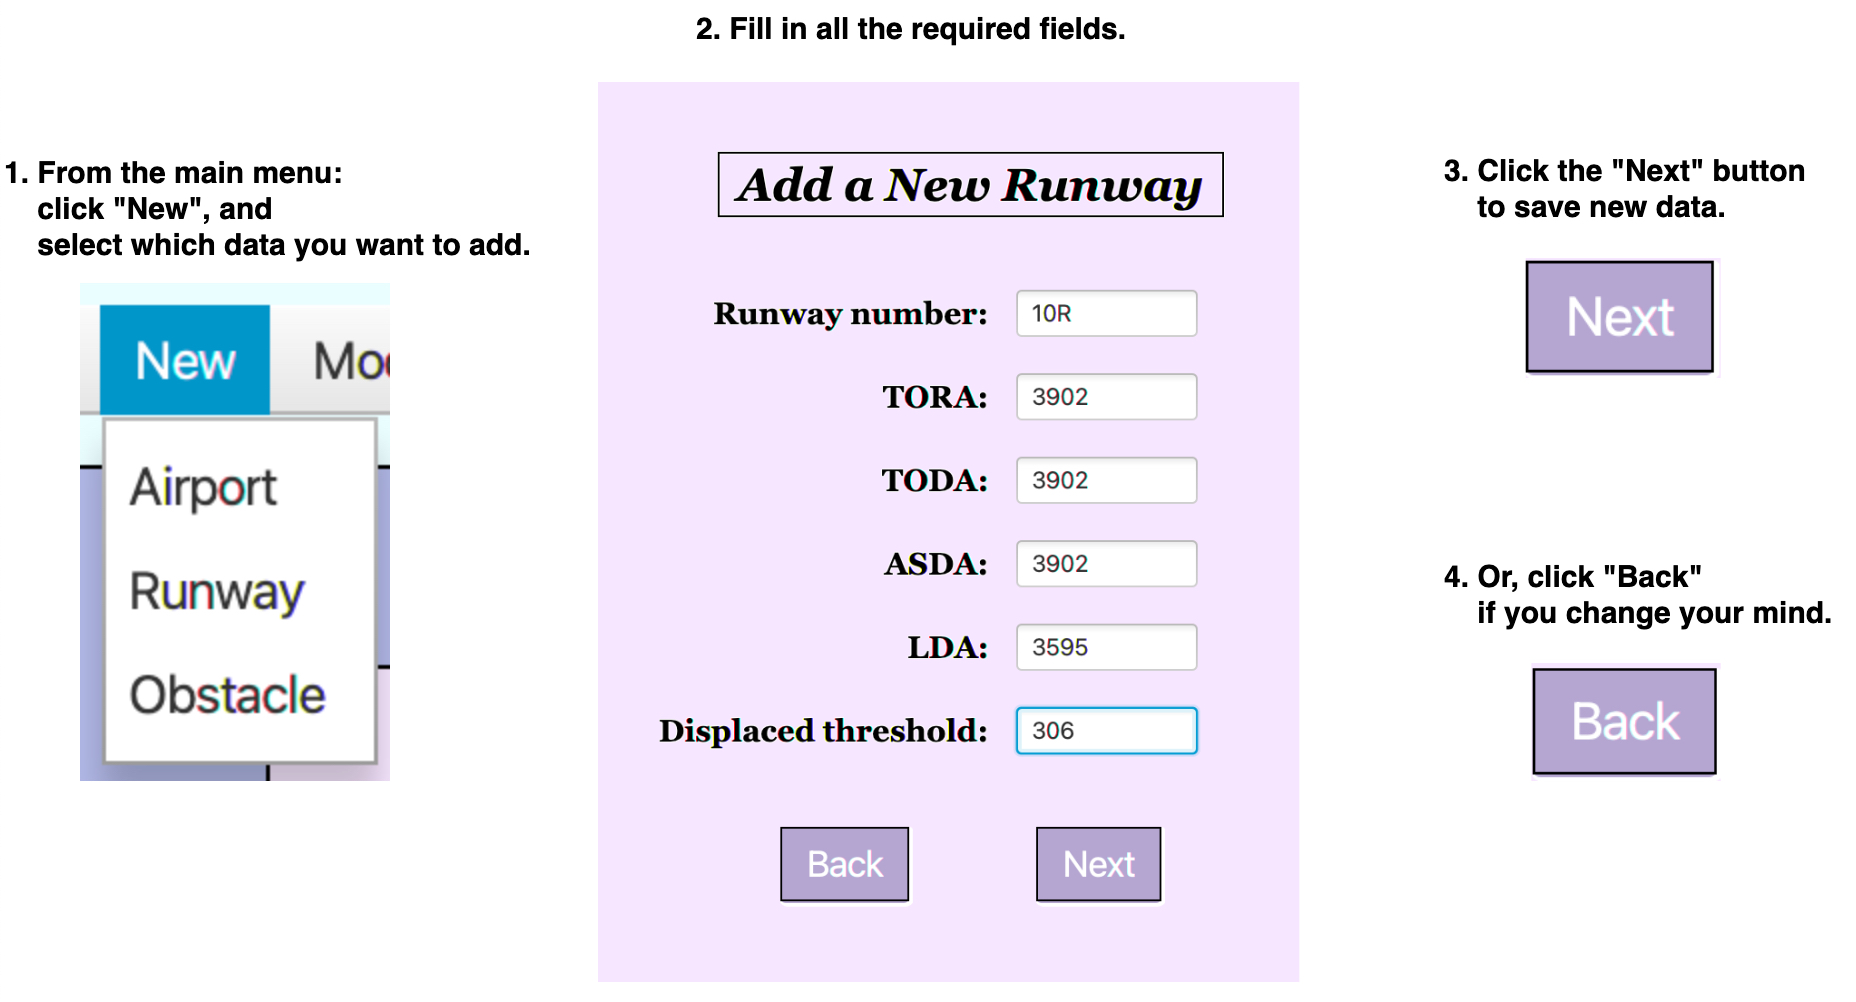 2. Fill in all the required fields.
1. From the main menu:
click "New", and
select which data you want to add.
New
Airport
Runway
Obstacle
Add a New Runway
Runway number: 10R
TORA: 3902
TODA: 3902
ASDA: 3902
LDA: 3595
Displaced threshold: 306
Back Next
3. Click the "Next" button
to save new data.
Next
4. Or, click "Back"
if you change your mind.
Back